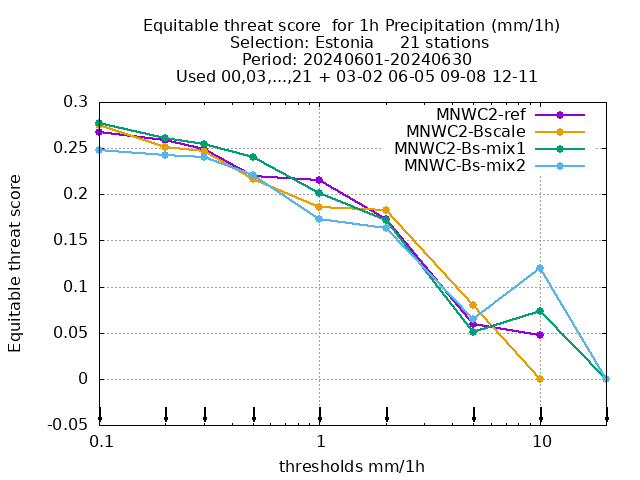 Equitable threat score  for 1h Precipitation (mm/1h)
Selection: Estonia     21 stations
Period: 20240601-20240630
Used 00,03,...,21 + 03-02 06-05 09-08 12-11
MNWC2-ref
MNWC2-Bscale
MNWC2-Bs-mix1
MNWC-Bs-mix2
0.3
0.25
0.2
0.15
0.1
0.05
0
-0.05
Equitable threat score
0.1 1 10
thresholds mm/1h